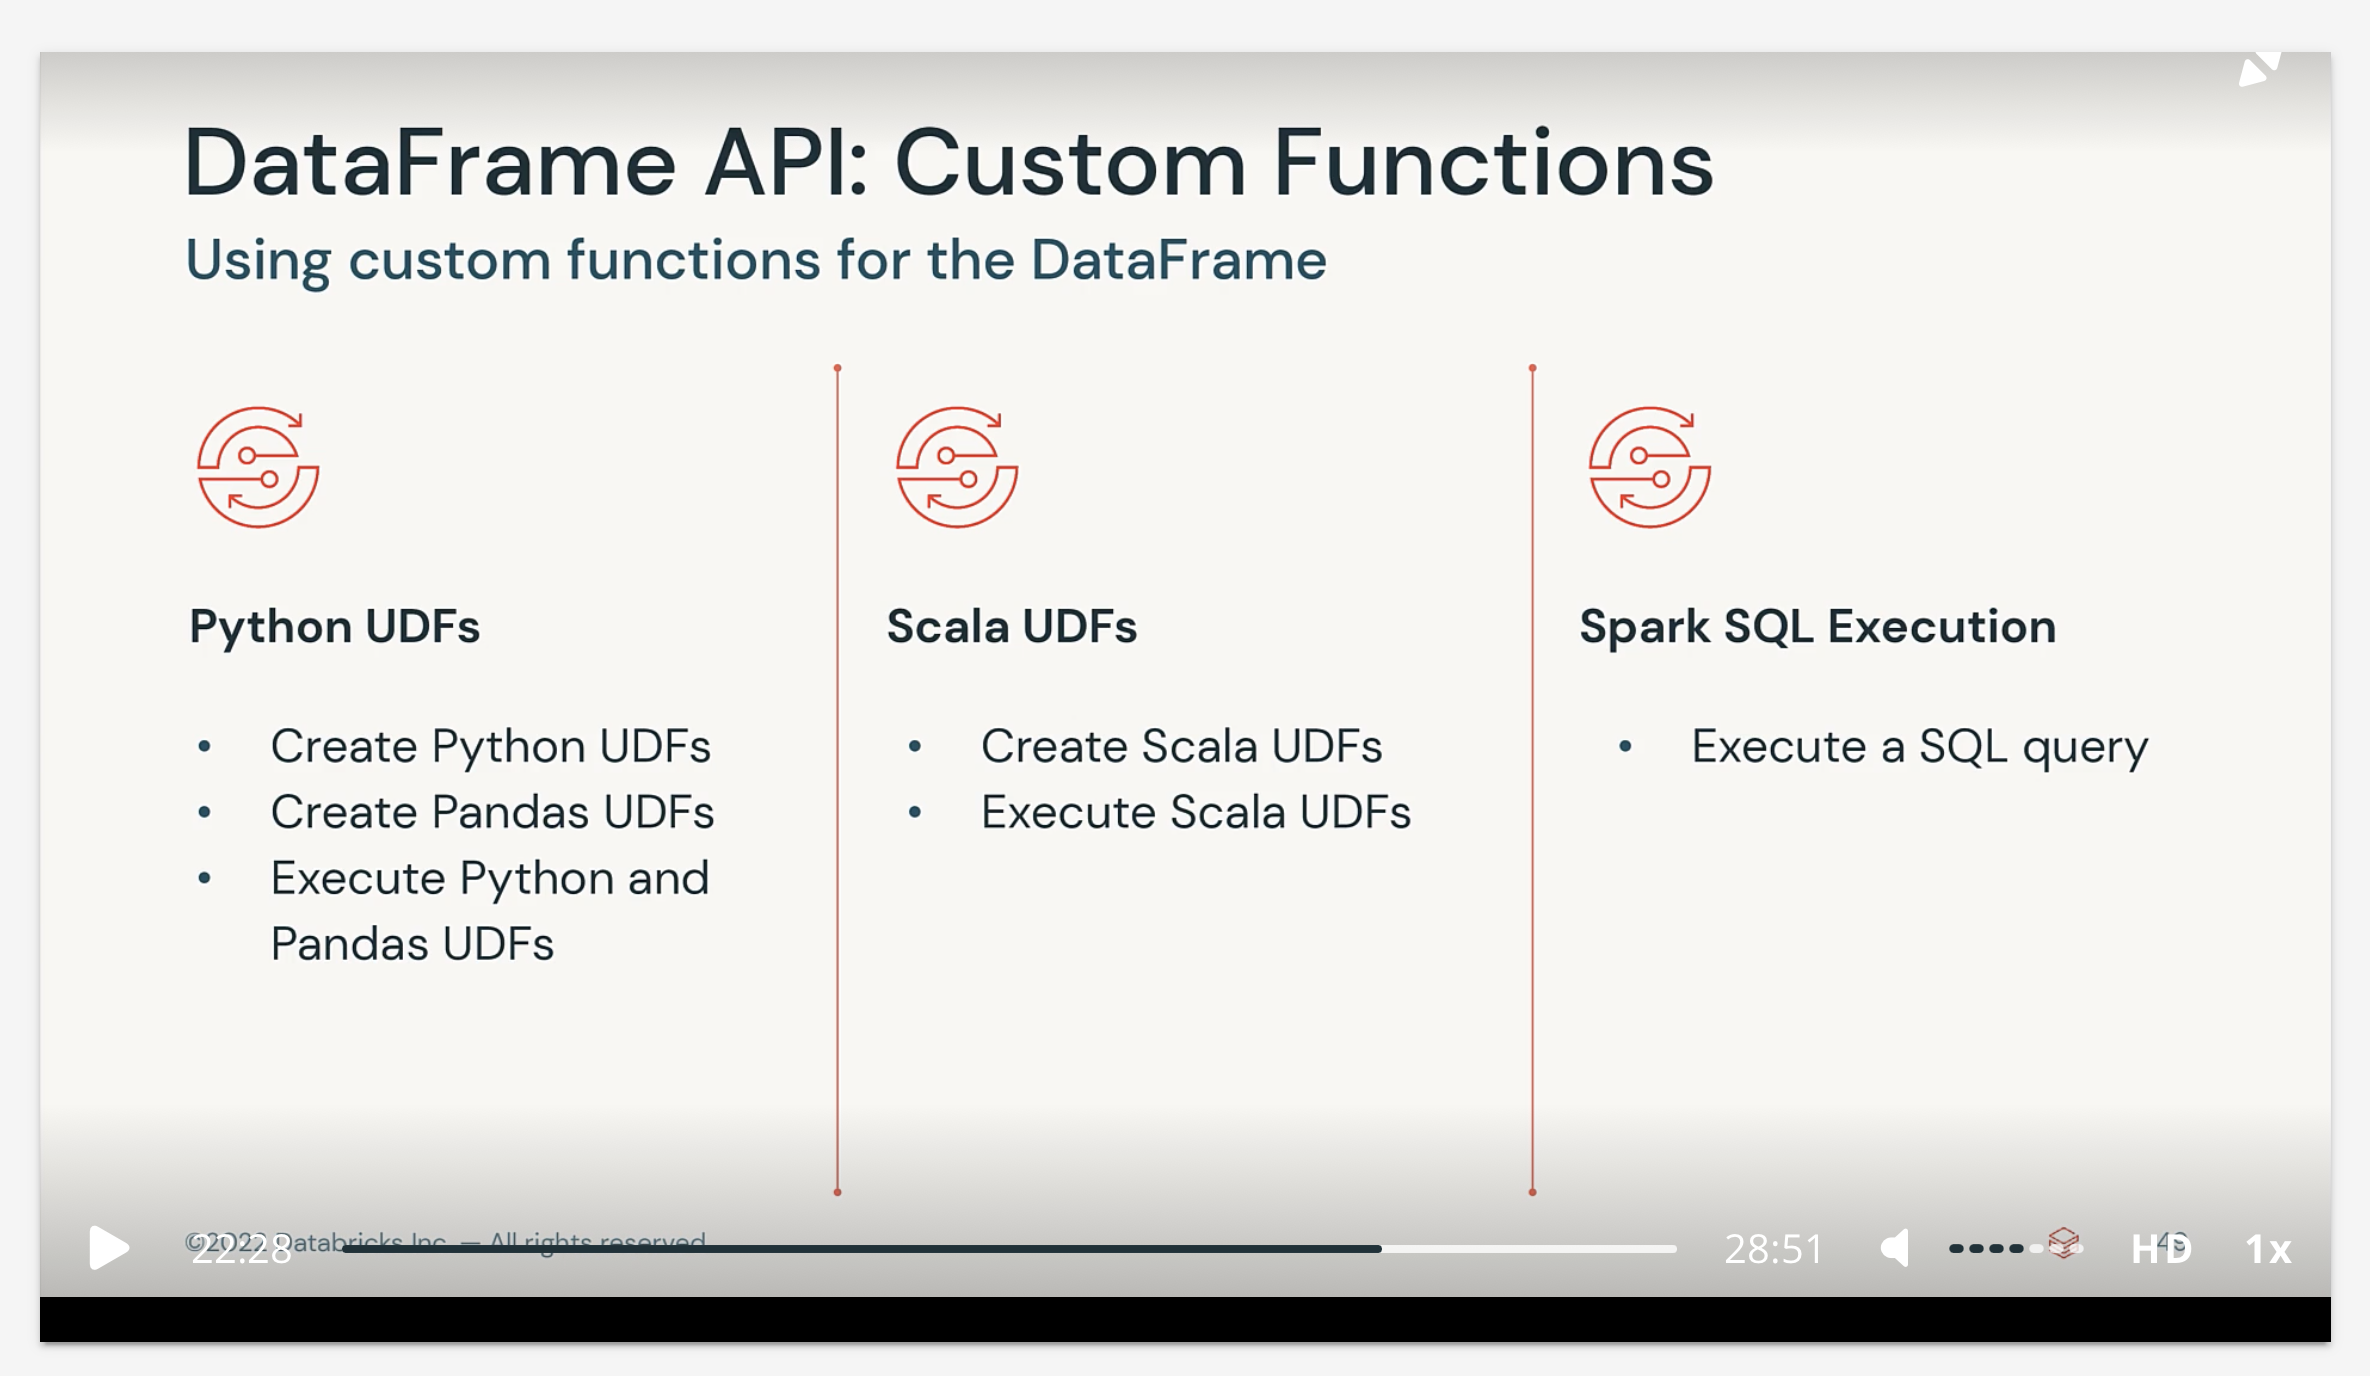 DataFrame API: Custom Functions
Using custom functions for the DataFrame
Python UDFs
• Create Python UDFs
• Create Pandas UDFs
• Execute Python and
Pandas UDFs
Scala UDFs
• Create Scala UDFs
• Execute Scala UDFs
Spark SQL Execution
• Execute a SQL query
©2022 Databricks Inc. — All rights reserved
22:28
28:51
HD
1x